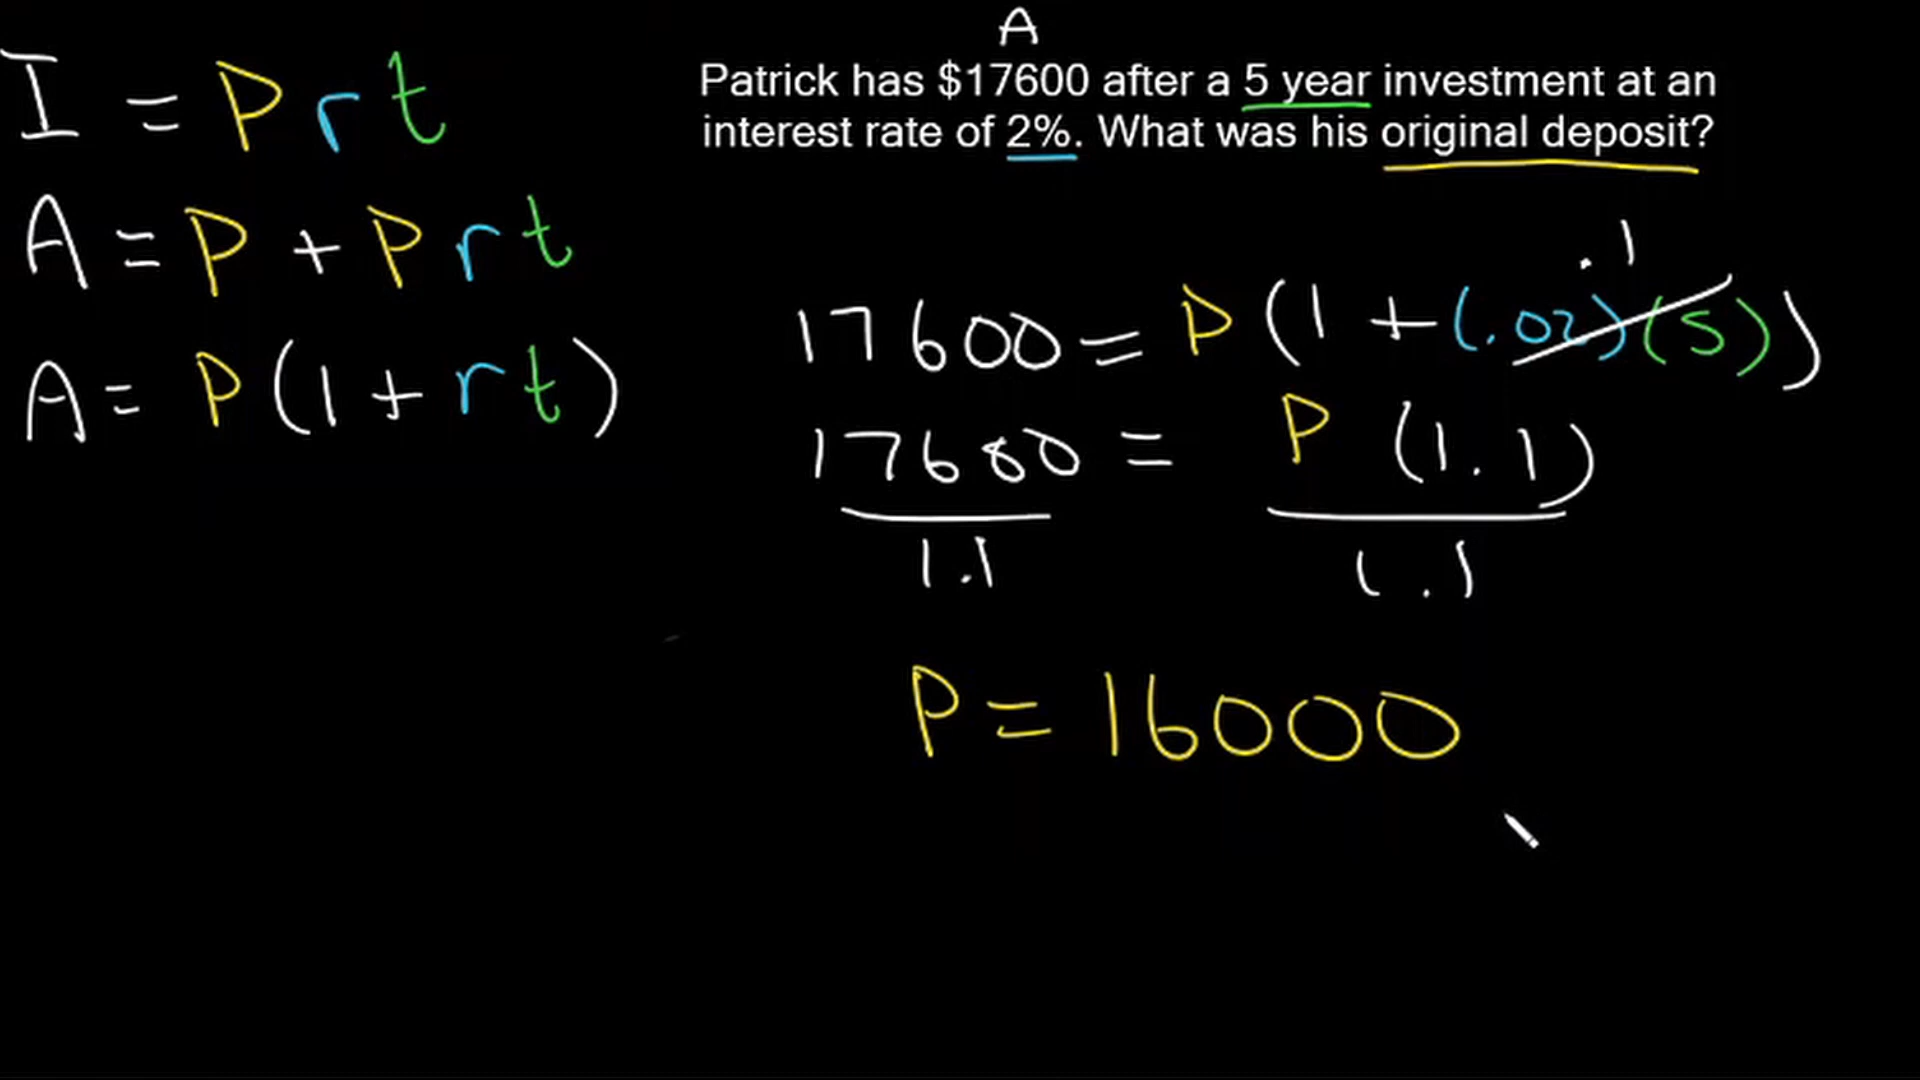 I = Prt
A = P + Prt
A = P(1 + rt)
A
Patrick has $17600 after a 5 year investment at an
interest rate of 2%. What was his original deposit?
.1
17600 = P(1 + (.02)(5))
17600 = P (1.1)
1.1 1.1
P = 16000